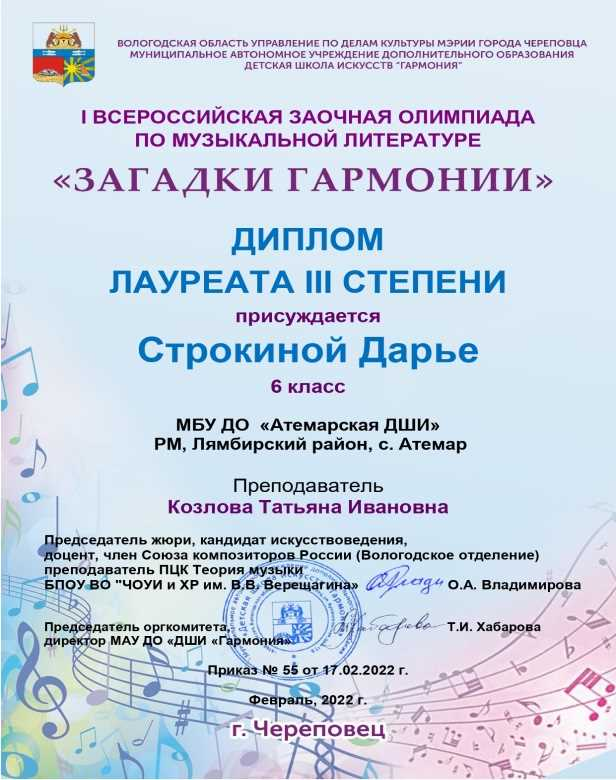 ВОЛОГОДСКАЯ ОБЛАСТЬ УПРАВЛЕНИЕ ПО ДЕЛАМ КУЛЬТУРЫ МЭРИИ ГОРОДА ЧЕРЕПОВЦА
МУНИЦИПАЛЬНОЕ АВТОНОМНОЕ УЧРЕЖДЕНИЕ ДОПОЛНИТЕЛЬНОГО ОБРАЗОВАНИЯ
ДЕТСКАЯ ШКОЛА ИСКУССТВ "ГАРМОНИЯ"
I ВСЕРОССИЙСКАЯ ЗАОЧНАЯ ОЛИМПИАДА
ПО МУЗЫКАЛЬНОЙ ЛИТЕРАТУРЕ
«ЗАГАДКИ ГАРМОНИИ»
ДИПЛОМ
ЛАУРЕАТА III СТЕПЕНИ
присуждается
Строкиной Дарье
6 класс
МБУ ДО «Атемарская ДШИ»
РМ, Лямбирский район, с. Атемар
Преподаватель
Козлова Татьяна Ивановна
Председатель жюри, кандидат искусствоведения,
доцент, член Союза композиторов России (Вологодское отделение)
преподаватель ПЦК Теория музыки
БПОУ ВО "ЧОУИ и ХР им. В.В. Верещагина» О.А. Владимирова
Председатель оргкомитета, Т.И. Хабарова
директор МАУ ДО «ДШИ «Гармония»
Приказ № 55 от 17.02.2022 г.
Февраль, 2022 г.
г. Череповец